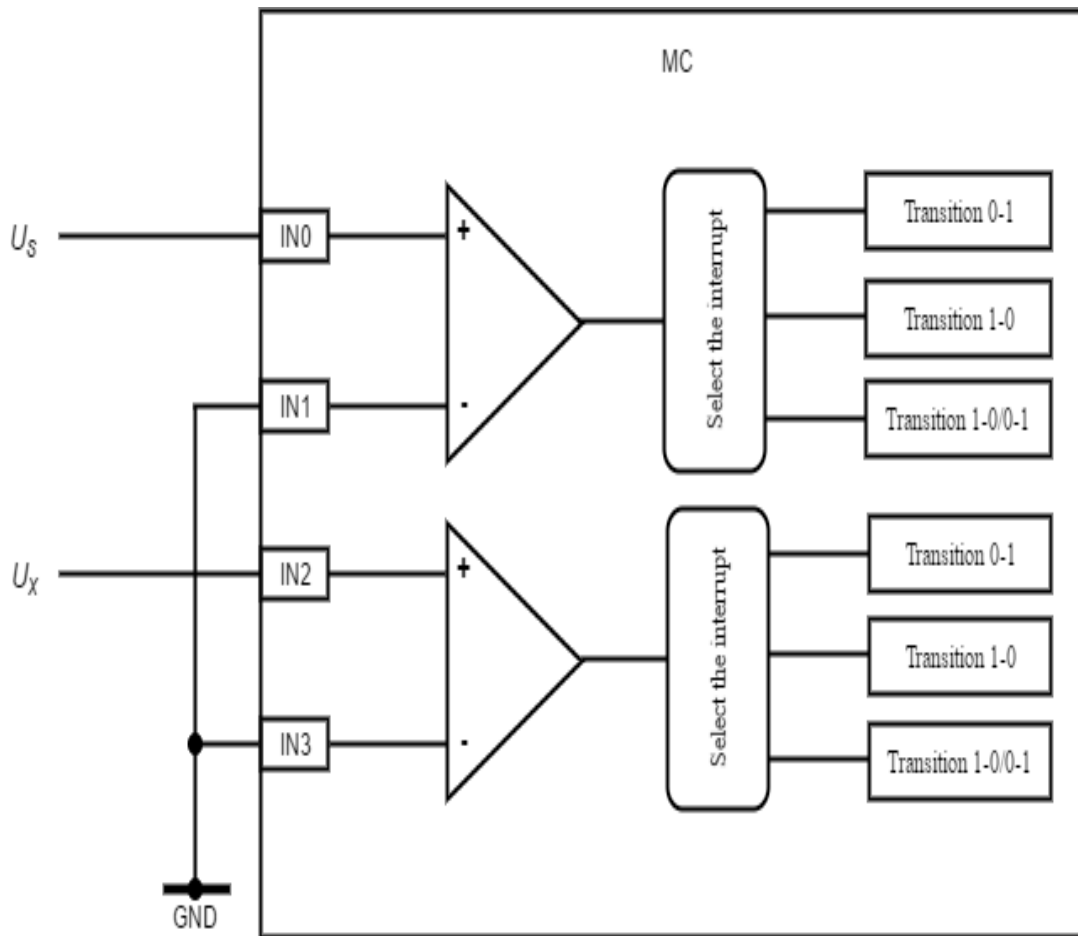 MC
U_S
IN0
+
Select the interrupt
Transition 0-1
Transition 1-0
IN1
-
Transition 1-0/0-1
U_X
IN2
+
Select the interrupt
Transition 0-1
Transition 1-0
IN3
-
Transition 1-0/0-1
GND